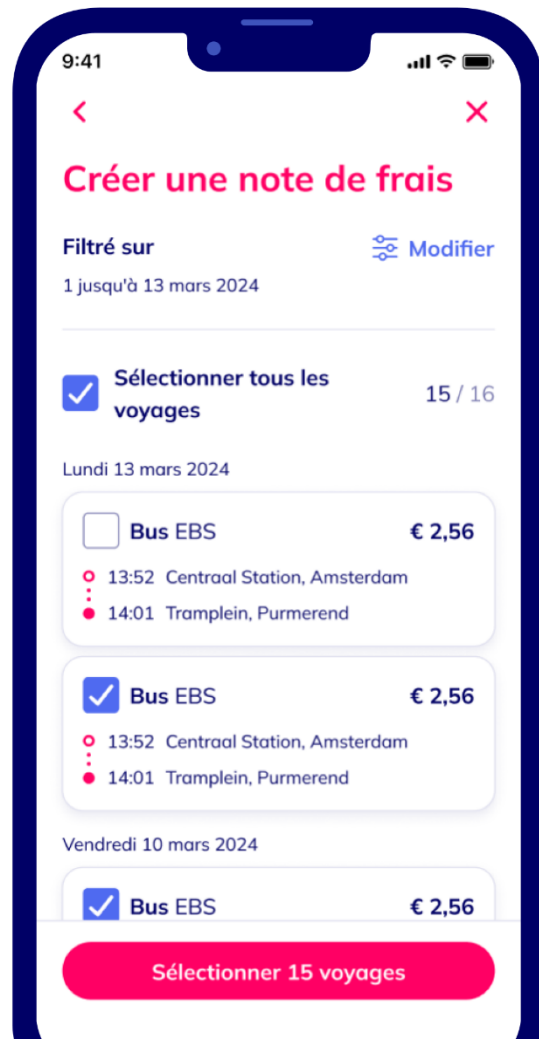 9:41
Créer une note de frais
Filtré sur
Modifier
1 jusqu'à 13 mars 2024
Sélectionner tous les
voyages
15 / 16
Lundi 13 mars 2024
Bus EBS € 2,56
13:52 Centraal Station, Amsterdam
14:01 Tramplein, Purmerend
Bus EBS € 2,56
13:52 Centraal Station, Amsterdam
14:01 Tramplein, Purmerend
Vendredi 10 mars 2024
Bus EBS € 2,56
Sélectionner 15 voyages